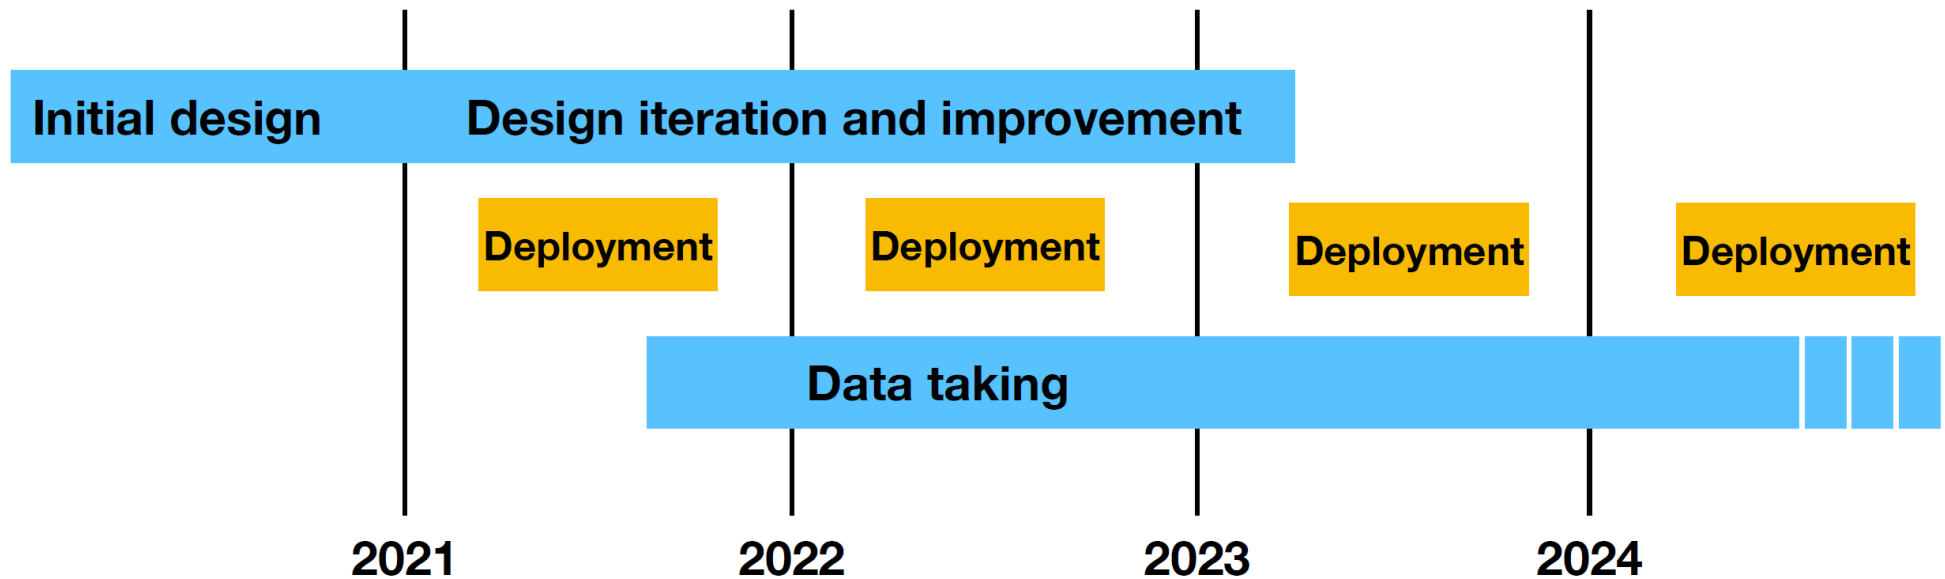 Initial design
Design iteration and improvement
Deployment
Deployment
Deployment
Deployment
Data taking
2021
2022
2023
2024